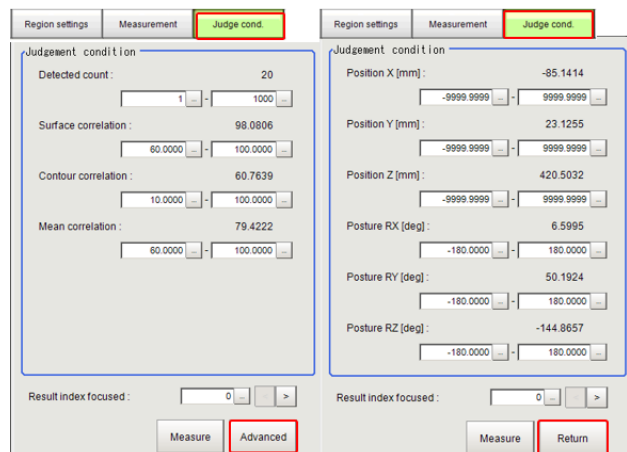 Region settings Measurement Judge cond.
Judgement condition
Detected count : 20
1 ... - 1000 ...
Surface correlation : 98.0806
60.0000 ... - 100.0000 ...
Contour correlation : 60.7639
10.0000 ... - 100.0000 ...
Mean correlation : 79.4222
60.0000 ... - 100.0000 ...
Result index focused : 0 ... < >
Measure Advanced
Region settings Measurement Judge cond.
Judgement condition
Position X [mm] : -85.1414
-9999.9999 ... - 9999.9999 ...
Position Y [mm] : 23.1255
-9999.9999 ... - 9999.9999 ...
Position Z [mm] : 420.5032
-9999.9999 ... - 9999.9999 ...
Posture RX [deg] : 6.5995
-180.0000 ... - 180.0000 ...
Posture RY [deg] : 50.1924
-180.0000 ... - 180.0000 ...
Posture RZ [deg] : -144.8657
-180.0000 ... - 180.0000 ...
Result index focused : 0 ... < >
Measure Return